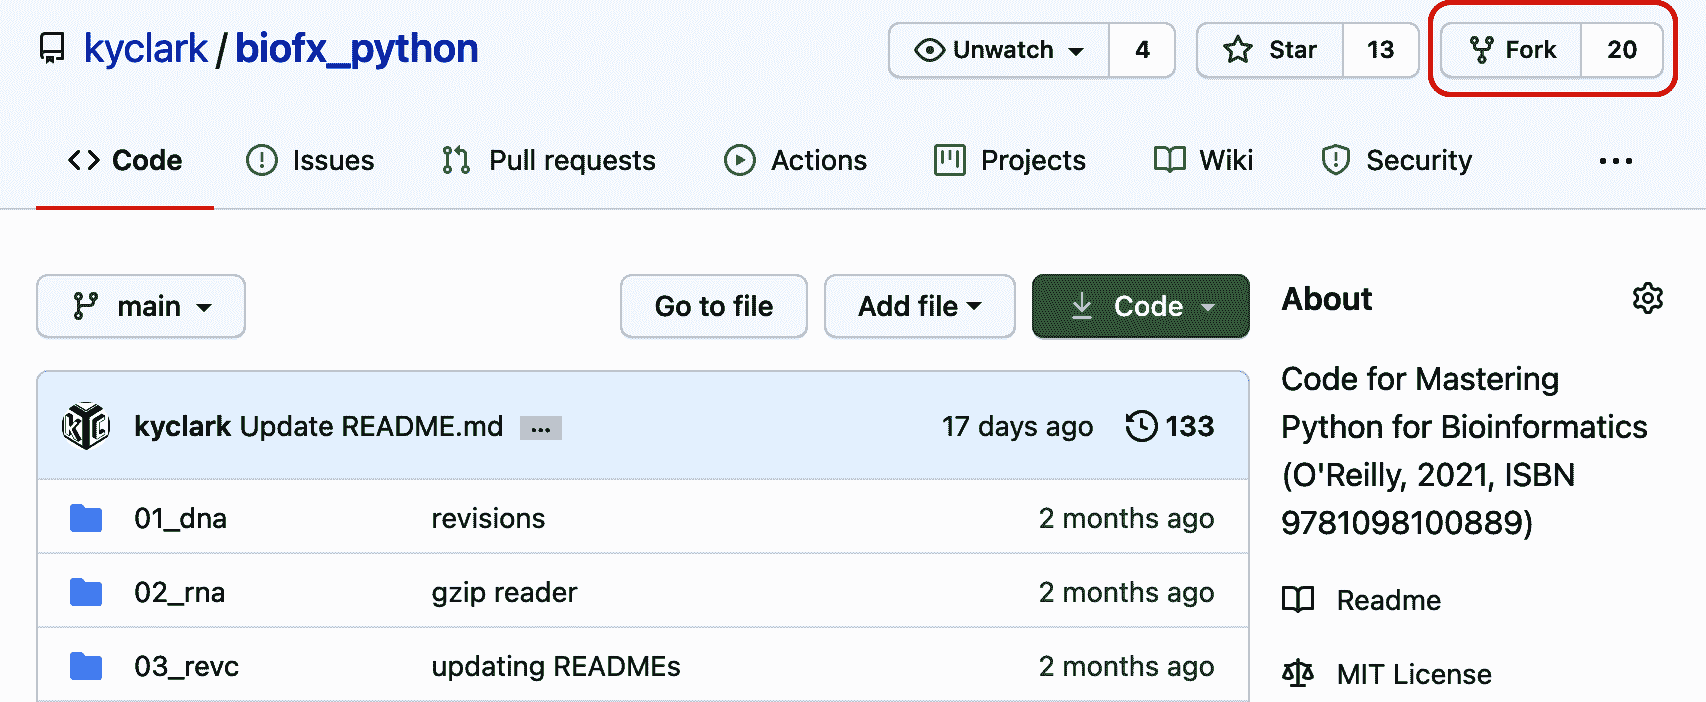 kyclark / biofx_python
Unwatch 4
Star 13
Fork 20
Code
Issues
Pull requests
Actions
Projects
Wiki
Security
...
main
Go to file
Add file
Code
kyclark Update README.md ...
17 days ago
133
01_dna revisions 2 months ago
02_rna gzip reader 2 months ago
03_revc updating READMEs 2 months ago
About
Code for Mastering
Python for Bioinformatics
(O'Reilly, 2021, ISBN
9781098100889)
Readme
MIT License